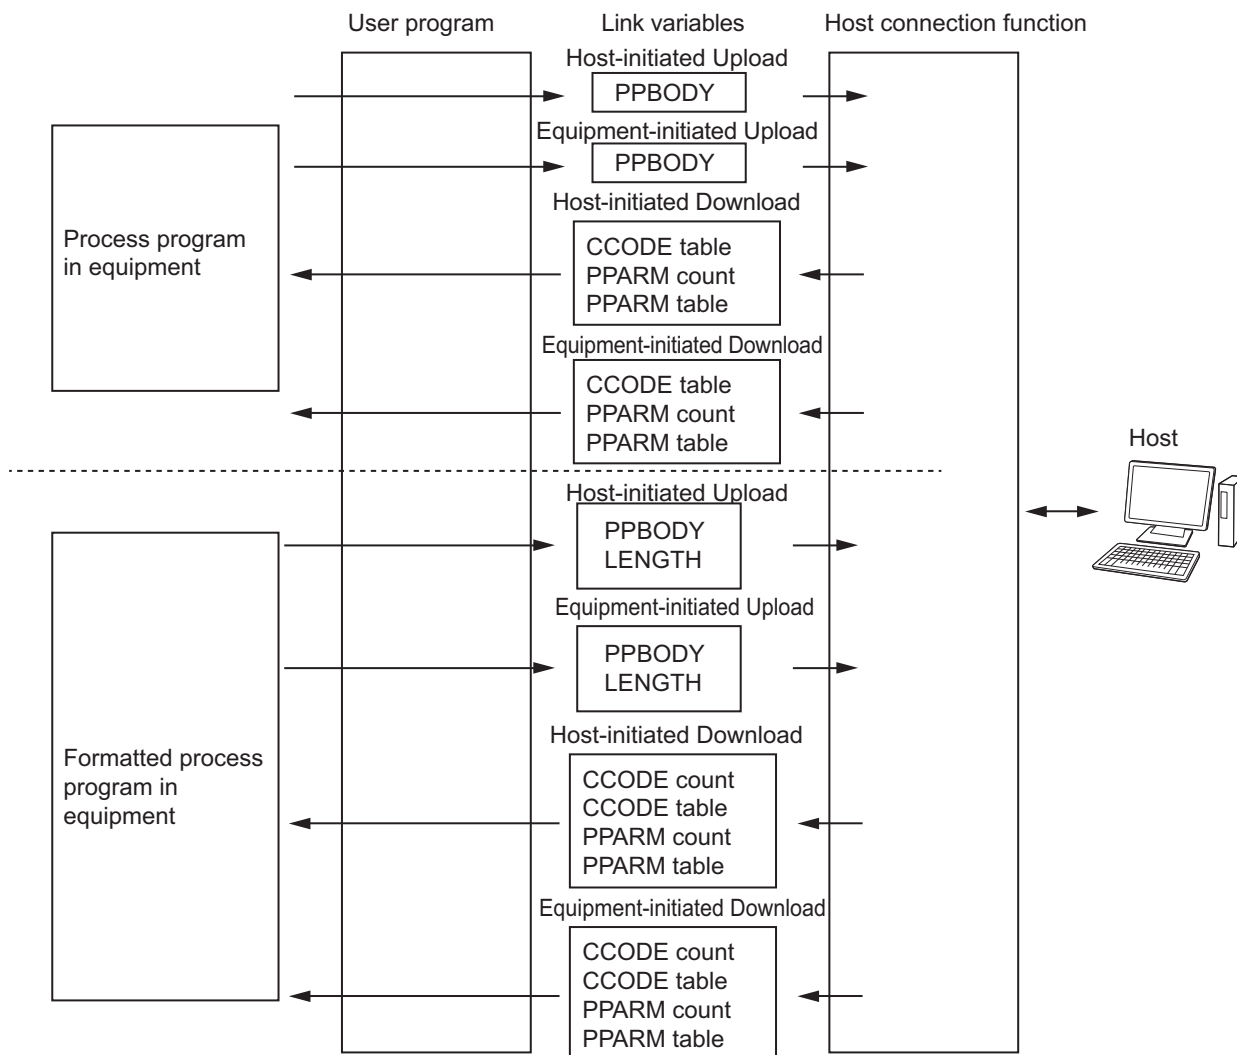 User program
Link variables
Host connection function
Host-initiated Upload
PPBODY
Equipment-initiated Upload
PPBODY
Host-initiated Download
Process program
in equipment
CCODE table
PPARM count
PPARM table
Equipment-initiated Download
CCODE table
PPARM count
PPARM table
Host
Host-initiated Upload
PPBODY
LENGTH
Equipment-initiated Upload
PPBODY
LENGTH
Host-initiated Download
Formatted process
program in
equipment
CCODE count
CCODE table
PPARM count
PPARM table
Equipment-initiated Download
CCODE count
CCODE table
PPARM count
PPARM table